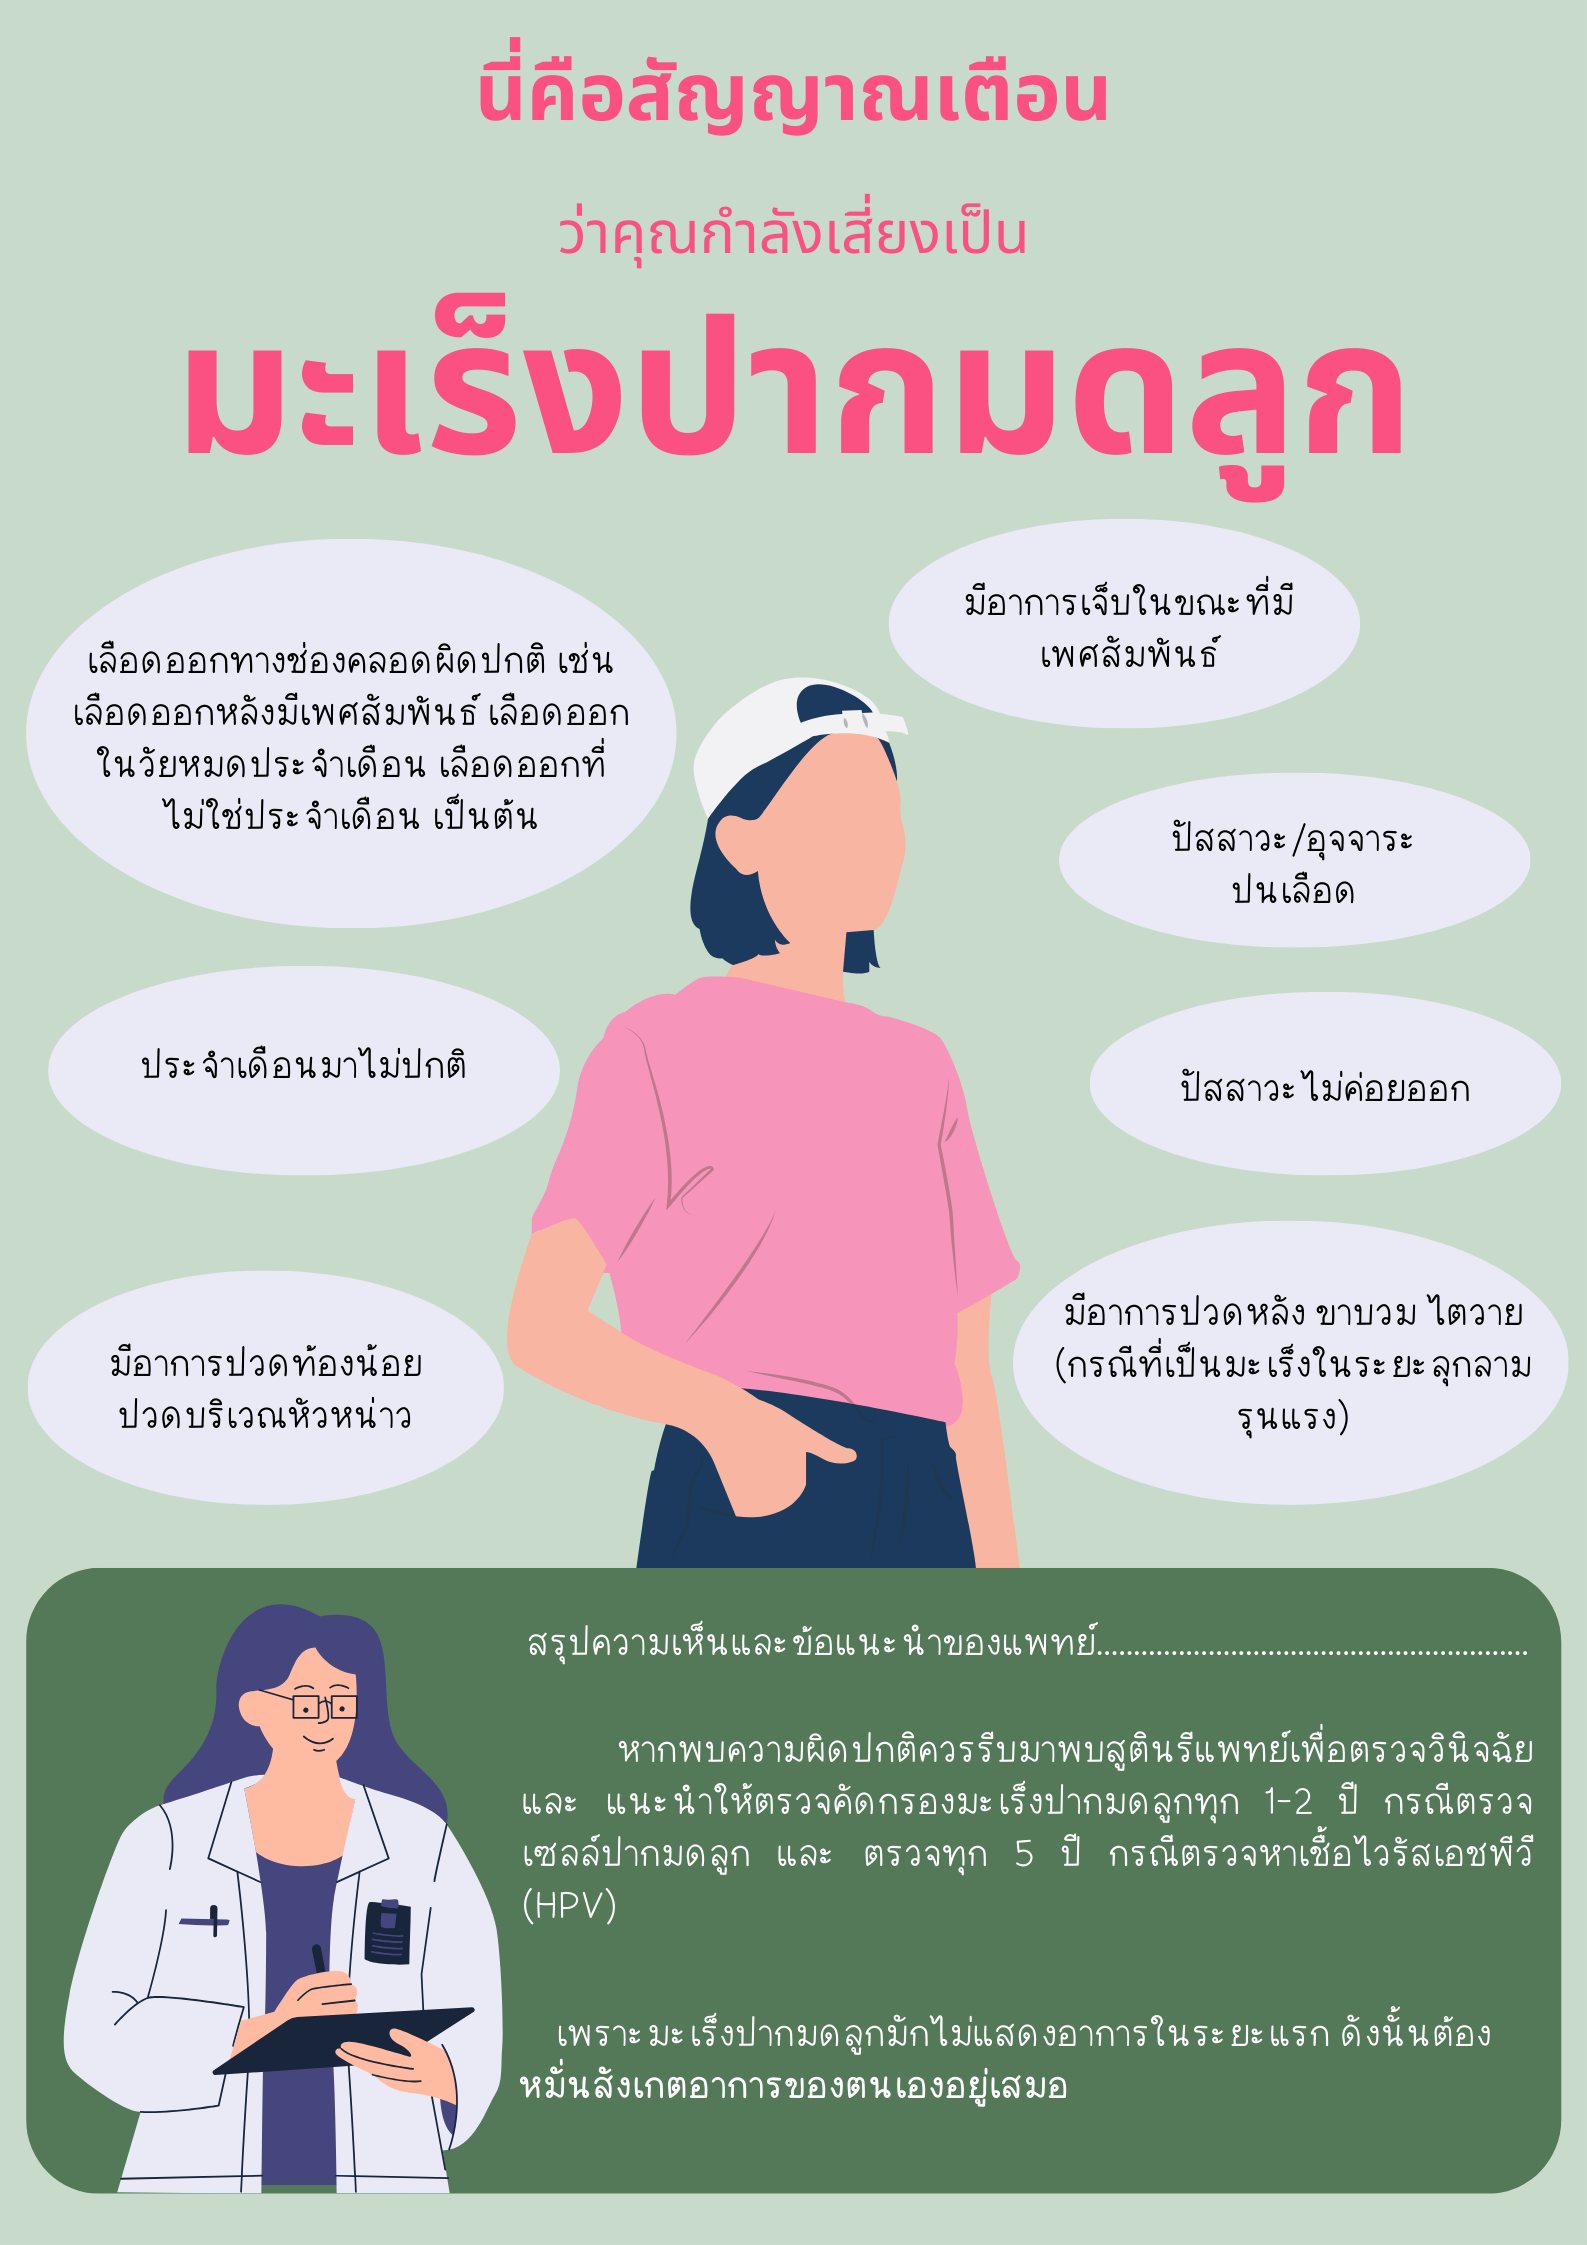 นี่คือสัญญาณเตือน
ว่าคุณกำลังเสี่ยงเป็น
มะเร็งปากมดลูก
เลือดออกทางช่องคลอดผิดปกติ เช่น
เลือดออกหลังมีเพศสัมพันธ์ เลือดออก
ในวัยหมดประจำเดือน เลือดออกที่
ไม่ใช่ประจำเดือน เป็นต้น
ประจำเดือนมาไม่ปกติ
มีอาการปวดท้องน้อย
ปวดบริเวณหัวหน่าว
มีอาการเจ็บในขณะที่มี
เพศสัมพันธ์
ปัสสาวะ/อุจจาระ
ปนเลือด
ปัสสาวะไม่ค่อยออก
มีอาการปวดหลัง ขาบวม ไตวาย
(กรณีที่เป็นมะเร็งในระยะลุกลาม
รุนแรง)
สรุปความเห็นและข้อแนะนำของแพทย์..........................................................
หากพบความผิดปกติควรรีบมาพบสูตินรีแพทย์เพื่อตรวจวินิจฉัย
และ แนะนำให้ตรวจคัดกรองมะเร็งปากมดลูกทุก 1-2 ปี กรณีตรวจ
เซลล์ปากมดลูก และ ตรวจทุก 5 ปี กรณีตรวจหาเชื้อไวรัสเอชพีวี
(HPV)
เพราะมะเร็งปากมดลูกมักไม่แสดงอาการในระยะแรก ดังนั้นต้อง
หมั่นสังเกตอาการของตนเองอยู่เสมอ